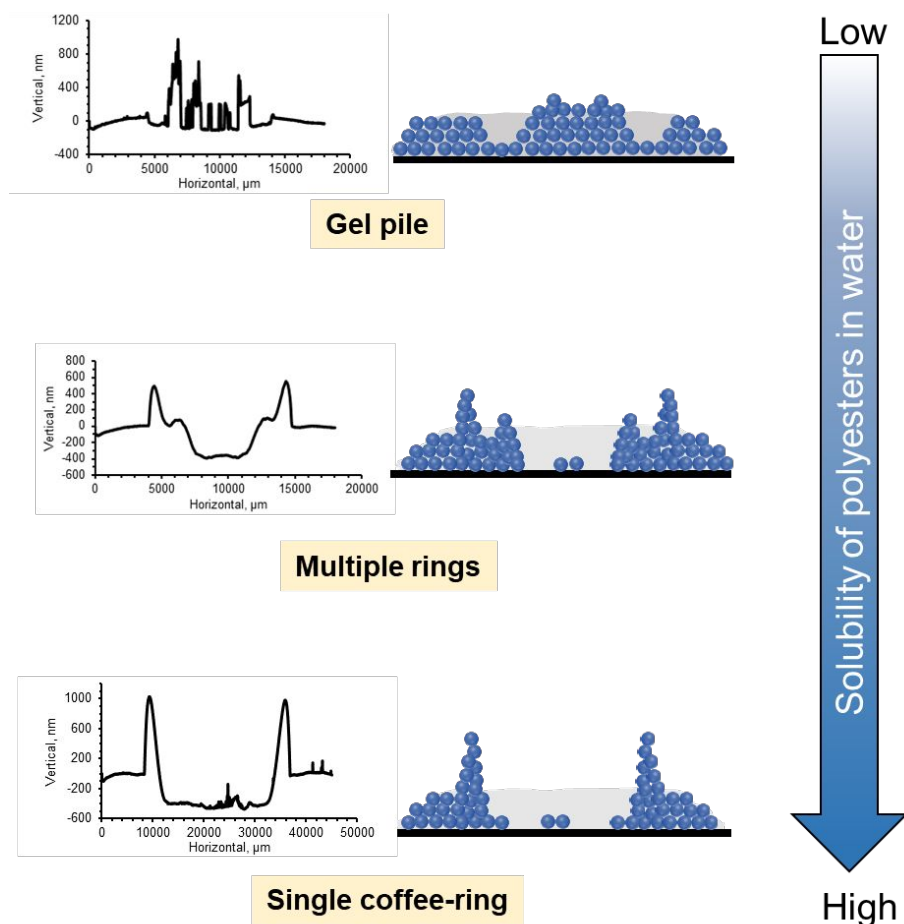 Low
1200
800
400
0
-400
Vertical, nm
0 5000 10000 15000 20000
Horizontal, µm
Gel pile
800
600
400
200
0
-200
-400
-600
Vertical, nm
0 5000 10000 15000 20000
Horizontal, µm
Multiple rings
Solubility of polyesters in water
1000
600
200
-200
-600
Vertical, nm
0 10000 20000 30000 40000 50000
Horizontal, µm
Single coffee-ring
High